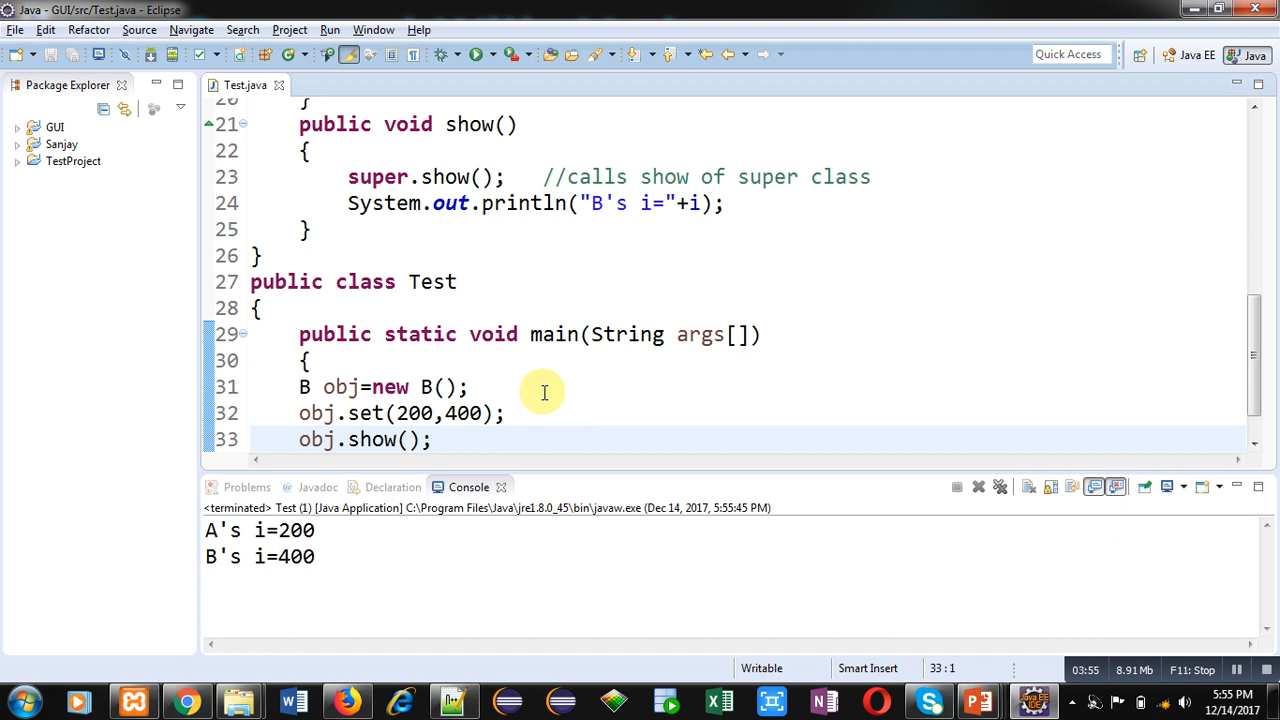 Java - GUI/src/Test.java - Eclipse
File Edit Refactor Source Navigate Search Project Run Window Help
Quick Access
Java EE
Java
Package Explorer
Test.java
GUI
Sanjay
TestProject
20 }
21 public void show()
22 {
23 super.show(); //calls show of super class
24 System.out.println("B's i="+i);
25 }
26 }
27 public class Test
28 {
29 public static void main(String args[])
30 {
31 B obj=new B();
32 obj.set(200,400);
33 obj.show();
Problems Javadoc Declaration Console
<terminated> Test (1) [Java Application] C:\Program Files\Java\jre1.8.0_45\bin\javaw.exe (Dec 14, 2017, 5:55:45 PM)
A's i=200
B's i=400
Writable Smart Insert 33 : 1
03:55 8.91 Mb F11: Stop
5:55 PM
12/14/2017